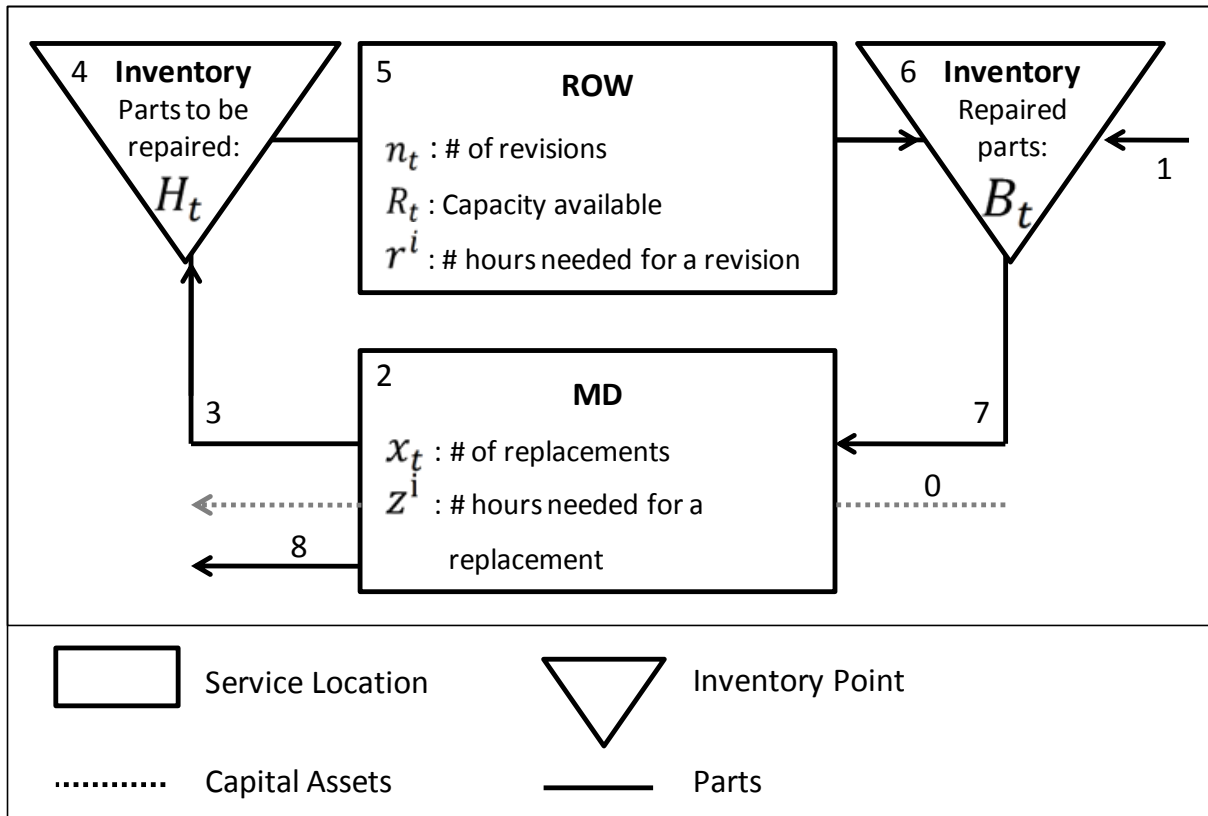 4 Inventory
Parts to be
repaired:
H_t
5
ROW
n_t : # of revisions
R_t : Capacity available
r^i : # hours needed for a revision
6 Inventory
Repaired
parts:
B_t
1
2
MD
x_t : # of replacements
z^i : # hours needed for a
replacement
3
7
0
8
Service Location
Inventory Point
Capital Assets
Parts